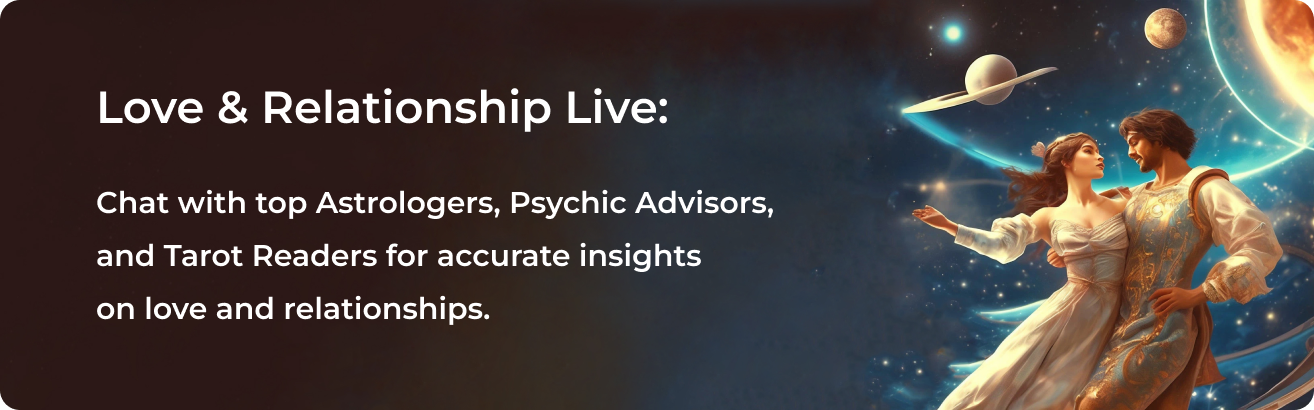 Love & Relationship Live:
Chat with top Astrologers, Psychic Advisors,
and Tarot Readers for accurate insights
on love and relationships.